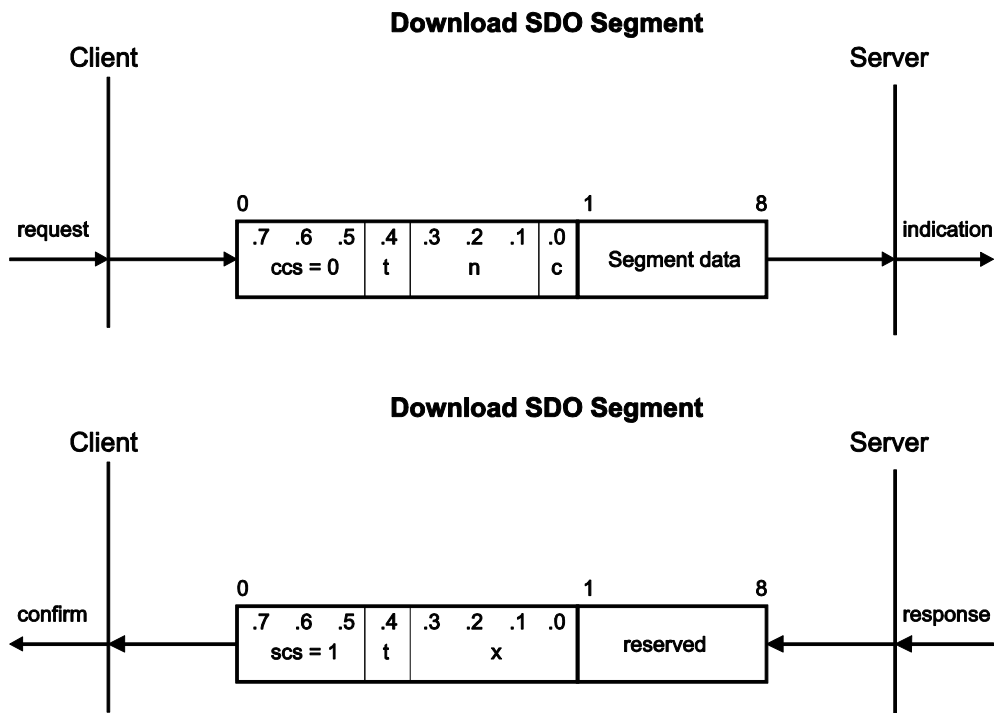 Download SDO Segment
Client Server
0 1 8
request indication
.7 .6 .5 .4 .3 .2 .1 .0
ccs = 0 t n c Segment data
Download SDO Segment
Client Server
0 1 8
confirm response
.7 .6 .5 .4 .3 .2 .1 .0
scs = 1 t x reserved